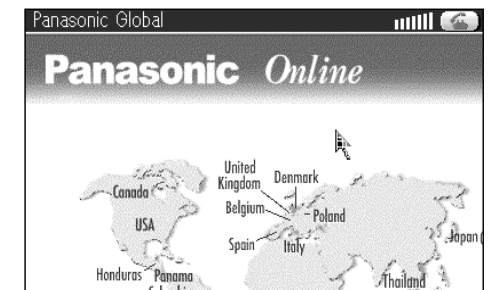 Panasonic Global
Panasonic Online
United
Kingdom
Denmark
Canada
Belgium
Poland
USA
Spain
Italy
Japan
Honduras
Panama
Thailand